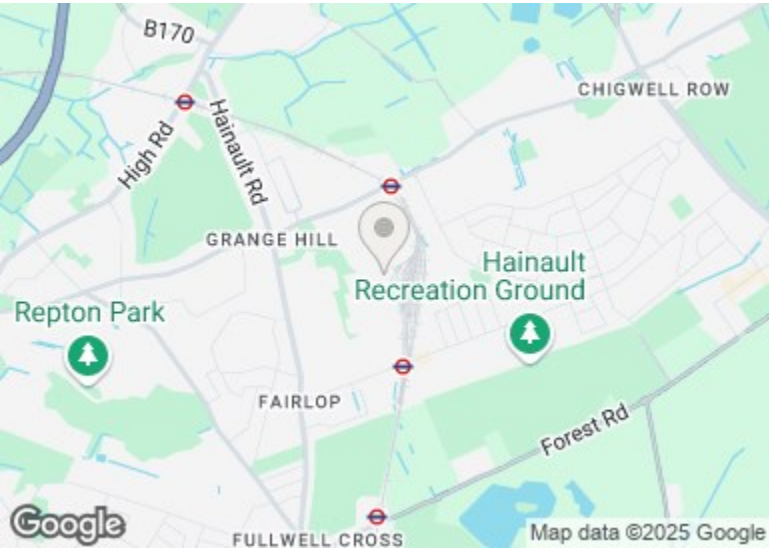 B170
CHIGWELL ROW
High Rd
Hainault Rd
GRANGE HILL
Hainault
Recreation Ground
Repton Park
FAIRLOP
Forest Rd
Google
FULLWELL CROSS
Map data ©2025 Google